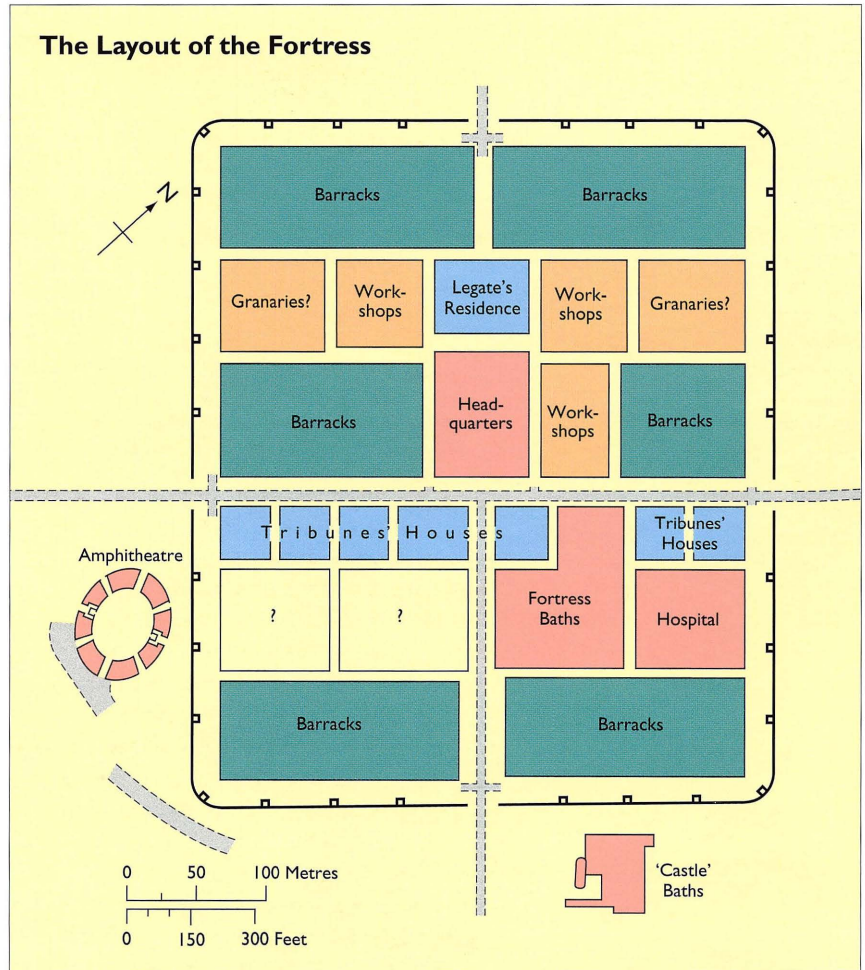 The Layout of the Fortress
N
Barracks
Barracks
Granaries?
Work-
shops
Legate's
Residence
Work-
shops
Granaries?
Barracks
Head-
quarters
Work-
shops
Barracks
Tribunes' Houses
Tribunes'
Houses
Amphitheatre
?
?
Fortress
Baths
Hospital
Barracks
Barracks
0 50 100 Metres
0 150 300 Feet
'Castle'
Baths